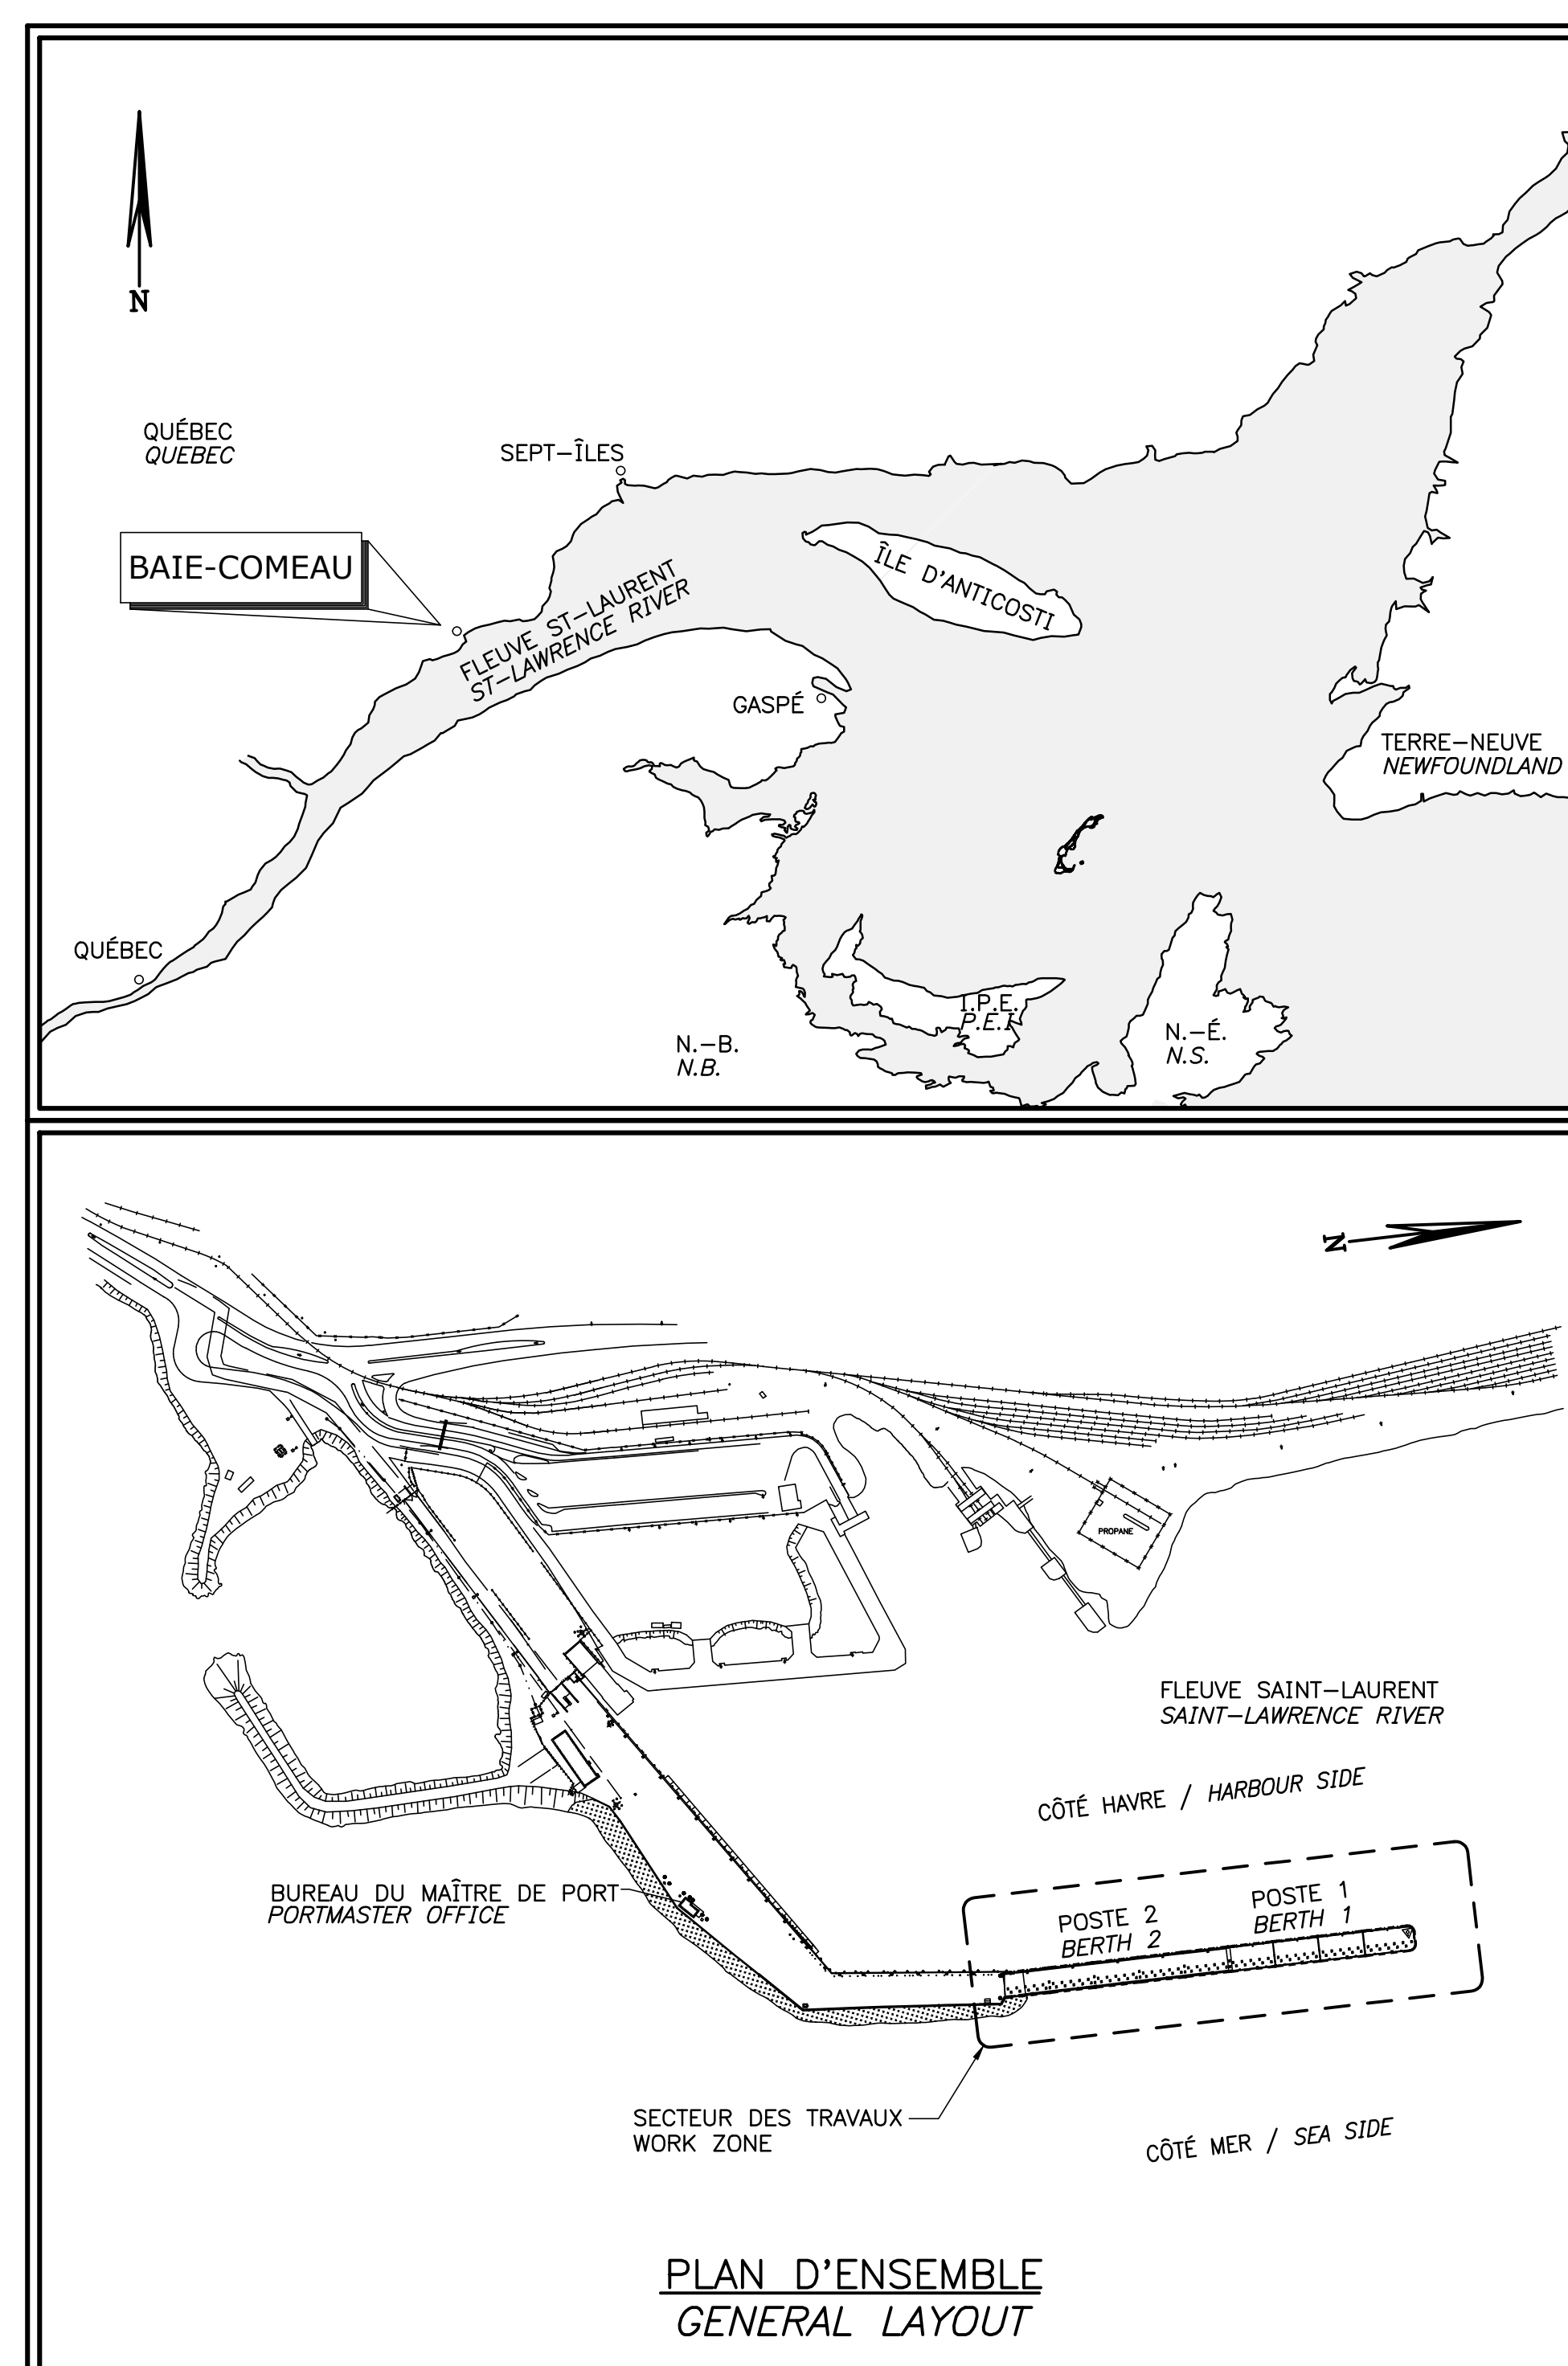 N
QUÉBEC
QUEBEC
SEPT-ÎLES
BAIE-COMEAU
ÎLE D'ANTICOSTI
FLEUVE ST-LAURENT
ST-LAWRENCE RIVER
GASPÉ
TERRE-NEUVE
NEWFOUNDLAND
QUÉBEC
I.P.E.
P.E.I.
N.-B.
N.B.
N.-É.
N.S.
N
PROPANE
FLEUVE SAINT-LAURENT
SAINT-LAWRENCE RIVER
CÔTÉ HAVRE / HARBOUR SIDE
BUREAU DU MAÎTRE DE PORT
PORTMASTER OFFICE
POSTE 2
BERTH 2
POSTE 1
BERTH 1
SECTEUR DES TRAVAUX
WORK ZONE
CÔTÉ MER / SEA SIDE
PLAN D'ENSEMBLE
GENERAL LAYOUT